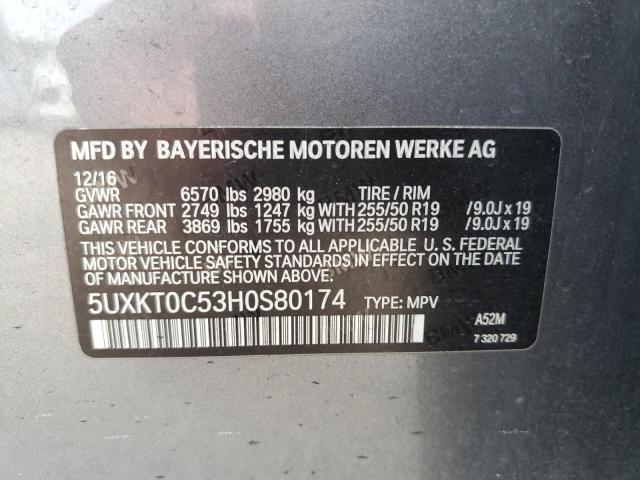 MFD BY BAYERISCHE MOTOREN WERKE AG
12/16
GVWR 6570 lbs 2980 kg TIRE / RIM
GAWR FRONT 2749 lbs 1247 kg WITH 255/50 R19 /9.0J x 19
GAWR REAR 3869 lbs 1755 kg WITH 255/50 R19 /9.0J x 19
THIS VEHICLE CONFORMS TO ALL APPLICABLE U. S. FEDERAL
MOTOR VEHICLE SAFETY STANDARDS IN EFFECT ON THE
DATE OF MANUFACTURE SHOWN ABOVE.
5UXKT0C53H0S80174 TYPE: MPV
A52M
7 320 729